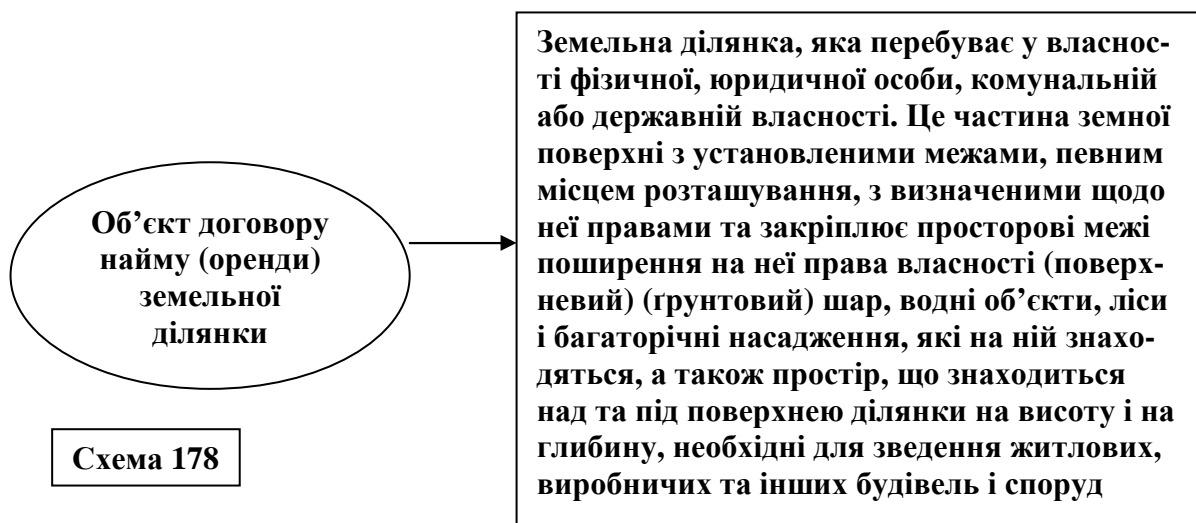 Об’єкт договору
найму (оренди)
земельної
ділянки
Земельна ділянка, яка перебуває у власнос-
ті фізичної, юридичної особи, комунальній
або державній власності. Це частина земної
поверхні з установленими межами, певним
місцем розташування, з визначеними щодо
неї правами та закріплює просторові межі
поширення на неї права власності (поверх-
невий) (ґрунтовий) шар, водні об’єкти, ліси
і багаторічні насадження, які на ній знахо-
дяться, а також простір, що знаходиться
над та під поверхнею ділянки на висоту і на
глибину, необхідні для зведення житлових,
виробничих та інших будівель і споруд
Схема 178